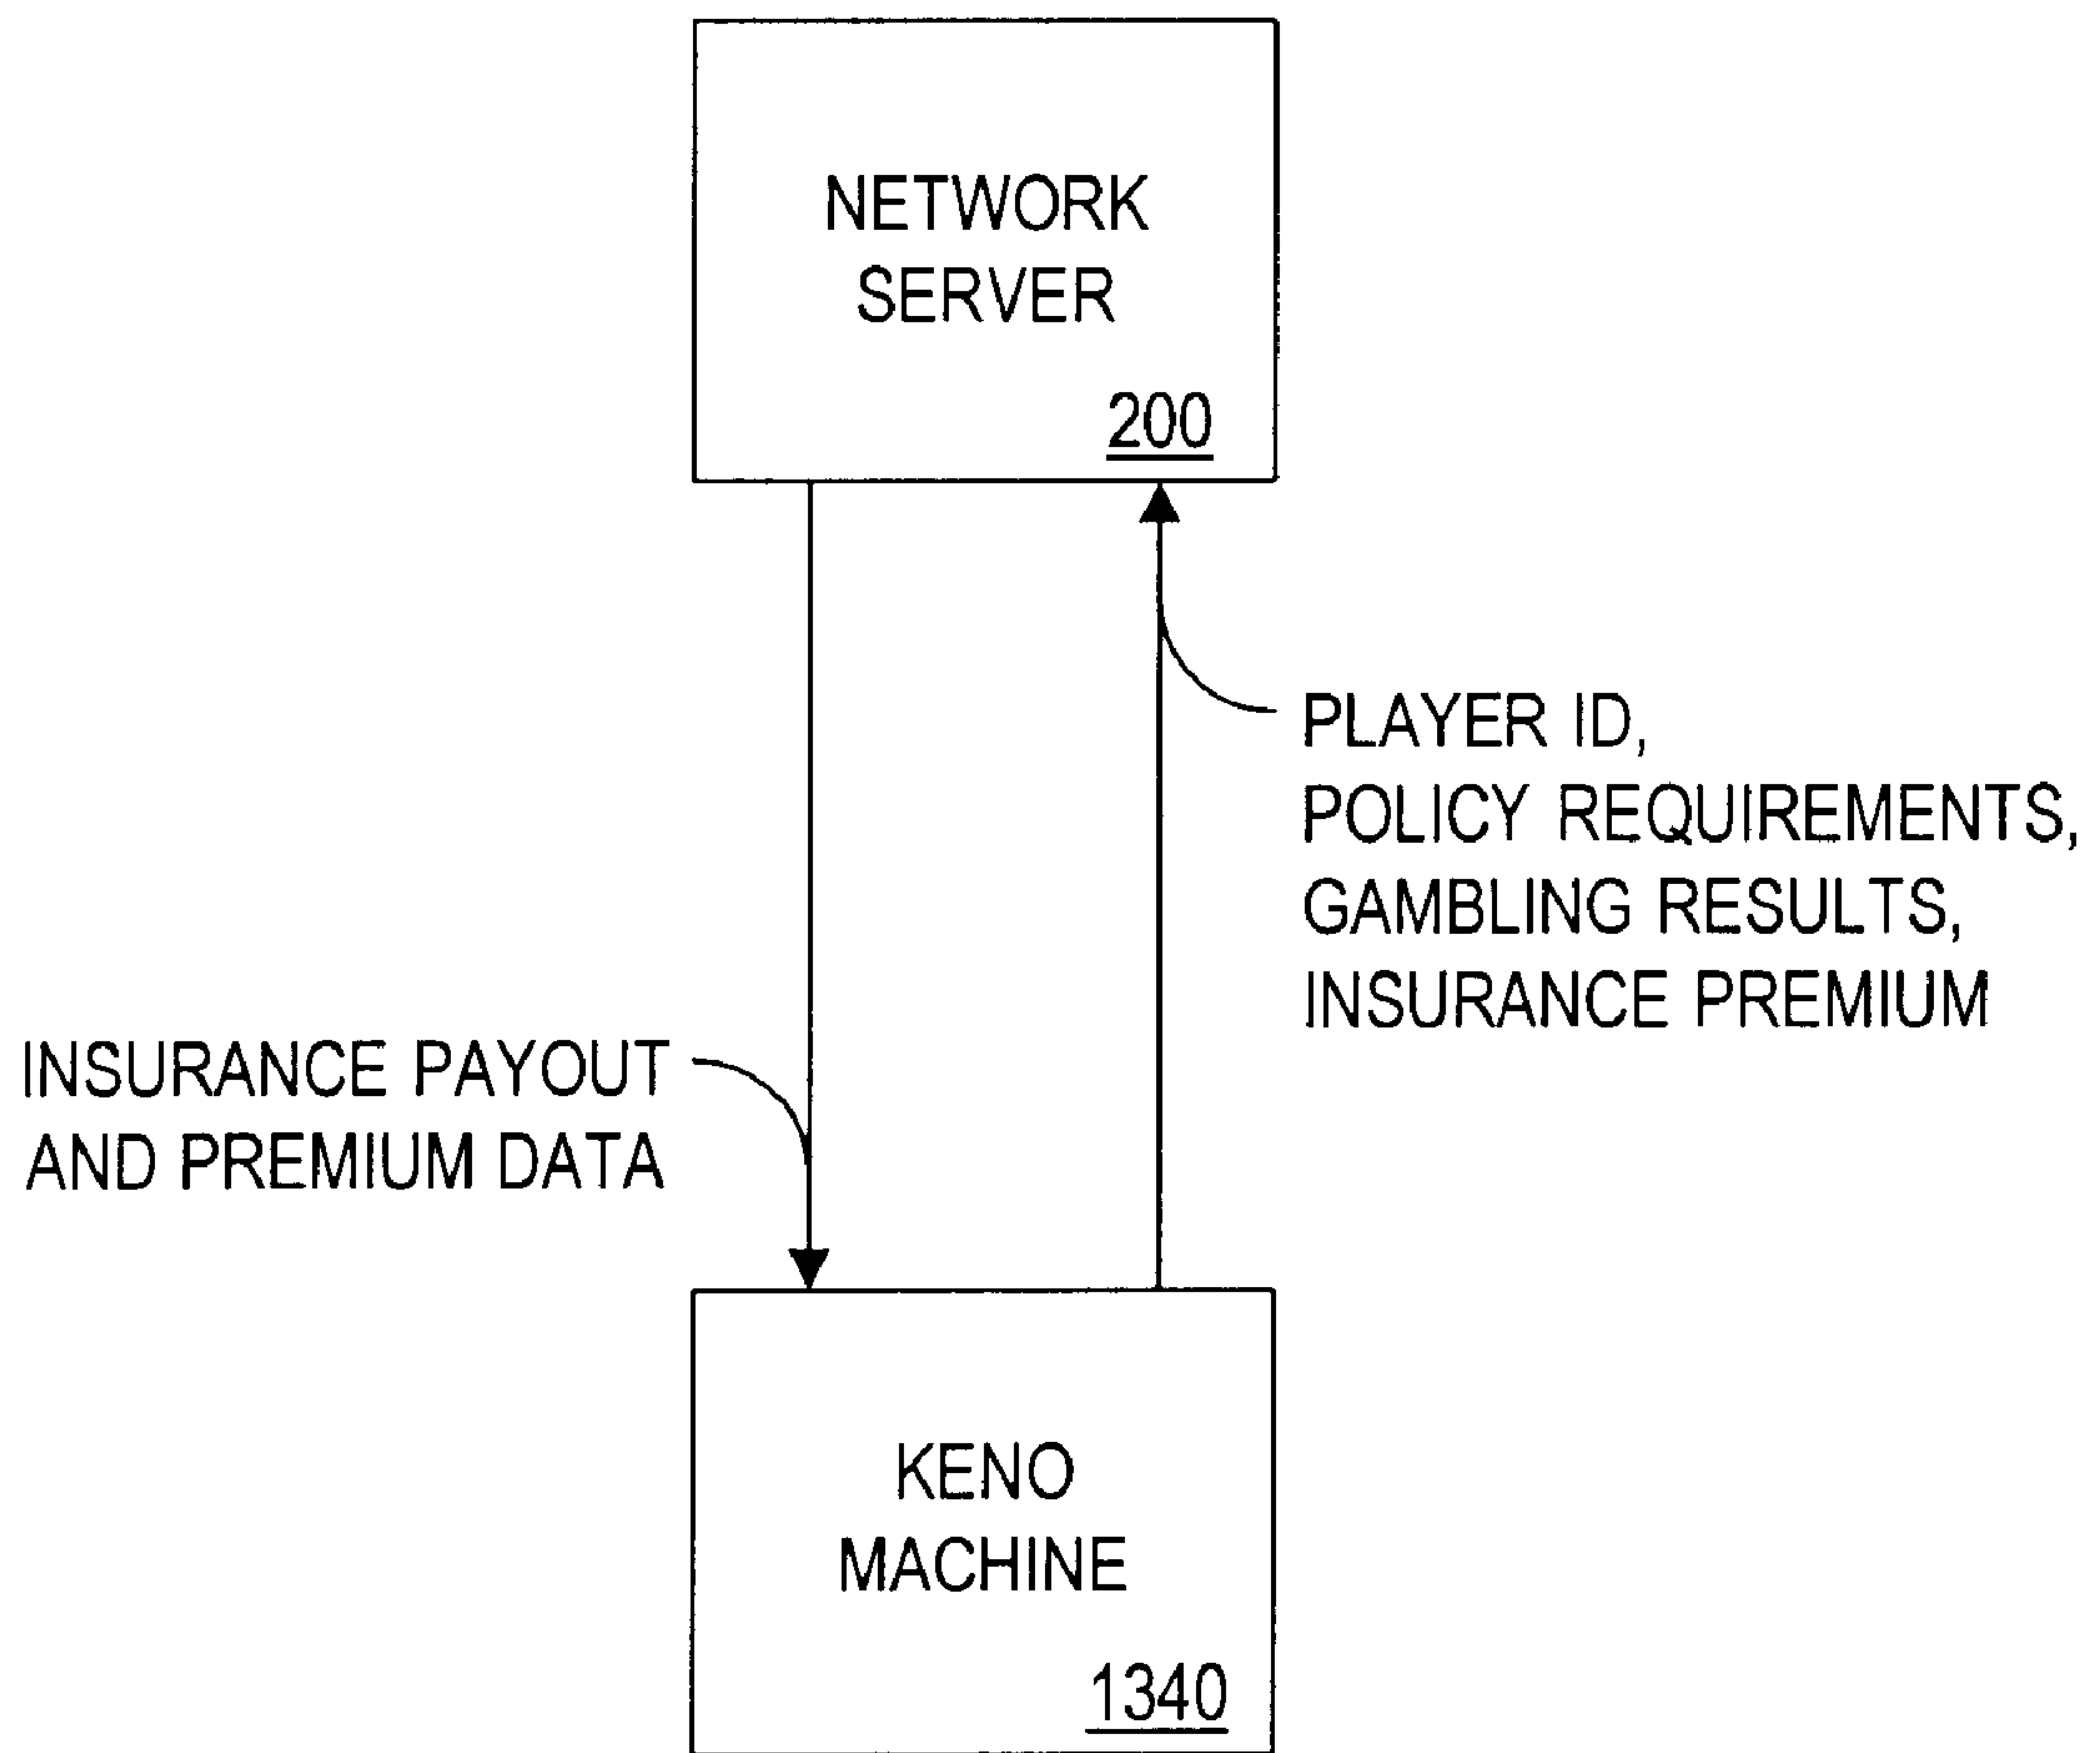 NETWORK
SERVER
200
PLAYER ID,
POLICY REQUIREMENTS,
GAMBLING RESULTS,
INSURANCE PREMIUM
INSURANCE PAYOUT
AND PREMIUM DATA
KENO
MACHINE
1340